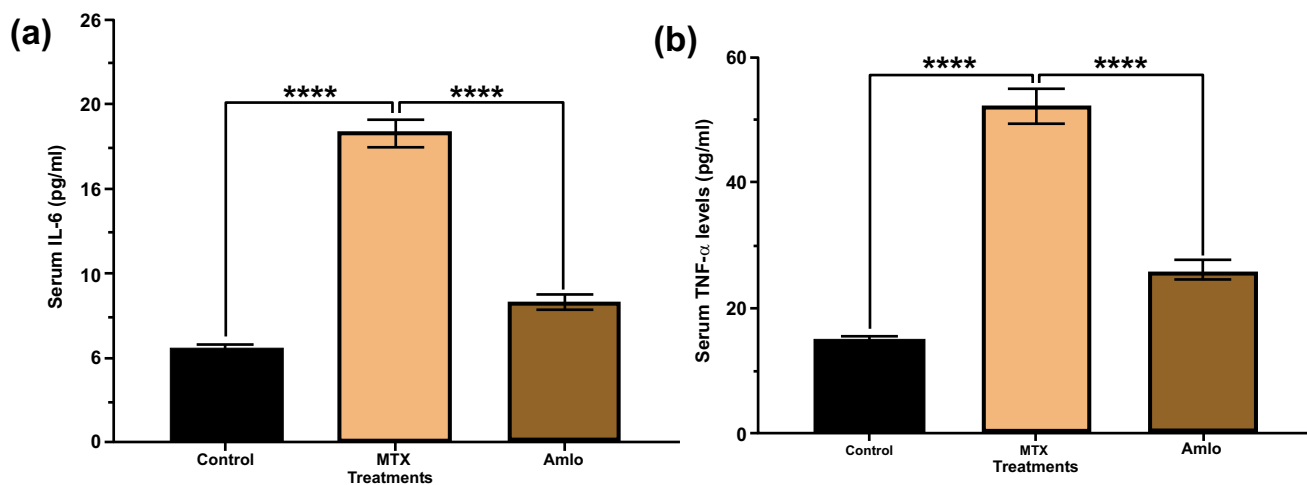 (a)
Serum IL-6 (pg/ml)
26
20
16
10
6
0
**** ****
Control MTX Amlo
Treatments
(b)
Serum TNF-α levels (pg/ml)
60
40
20
0
**** ****
Control MTX Amlo
Treatments